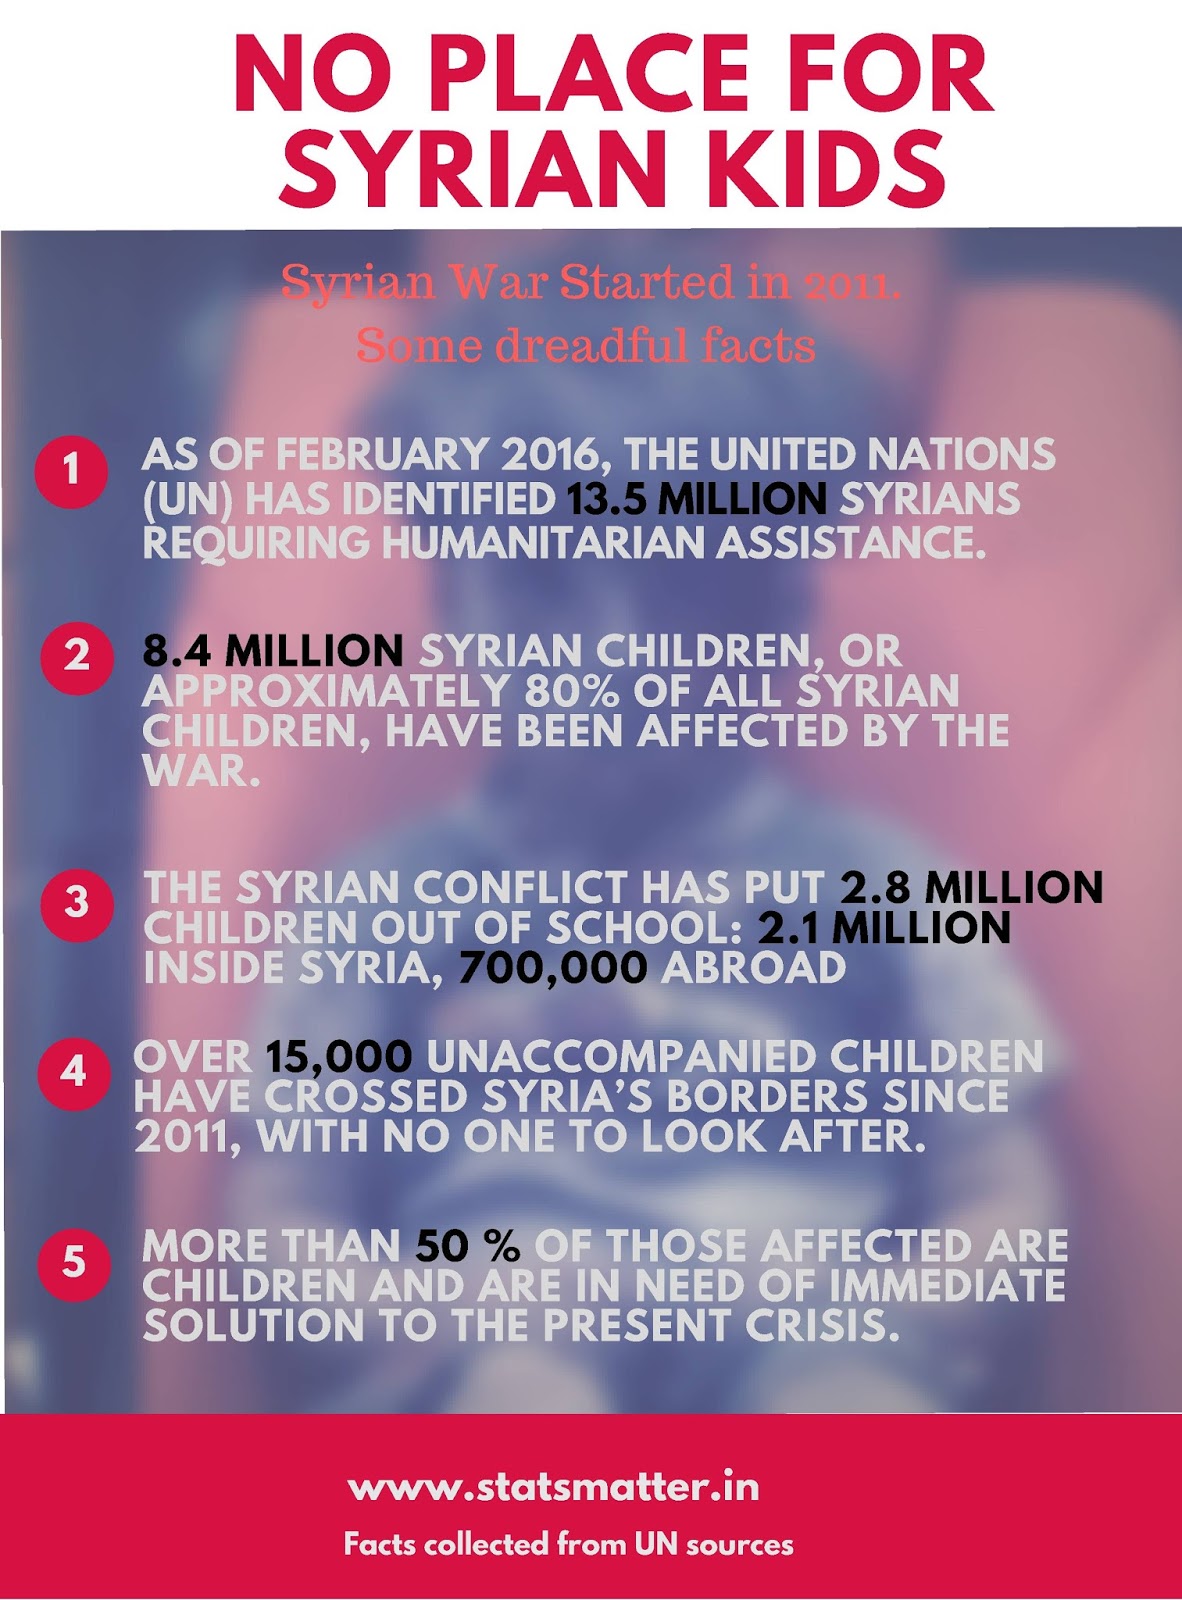 NO PLACE FOR
SYRIAN KIDS
Syrian War Started in 2011.
Some dreadful facts
1
AS OF FEBRUARY 2016, THE UNITED NATIONS
(UN) HAS IDENTIFIED 13.5 MILLION SYRIANS
REQUIRING HUMANITARIAN ASSISTANCE.
2
8.4 MILLION SYRIAN CHILDREN, OR
APPROXIMATELY 80% OF ALL SYRIAN
CHILDREN, HAVE BEEN AFFECTED BY THE
WAR.
3
THE SYRIAN CONFLICT HAS PUT 2.8 MILLION
CHILDREN OUT OF SCHOOL: 2.1 MILLION
INSIDE SYRIA, 700,000 ABROAD
4
OVER 15,000 UNACCOMPANIED CHILDREN
HAVE CROSSED SYRIA’S BORDERS SINCE
2011, WITH NO ONE TO LOOK AFTER.
5
MORE THAN 50 % OF THOSE AFFECTED ARE
CHILDREN AND ARE IN NEED OF IMMEDIATE
SOLUTION TO THE PRESENT CRISIS.
www.statsmatter.in
Facts collected from UN sources